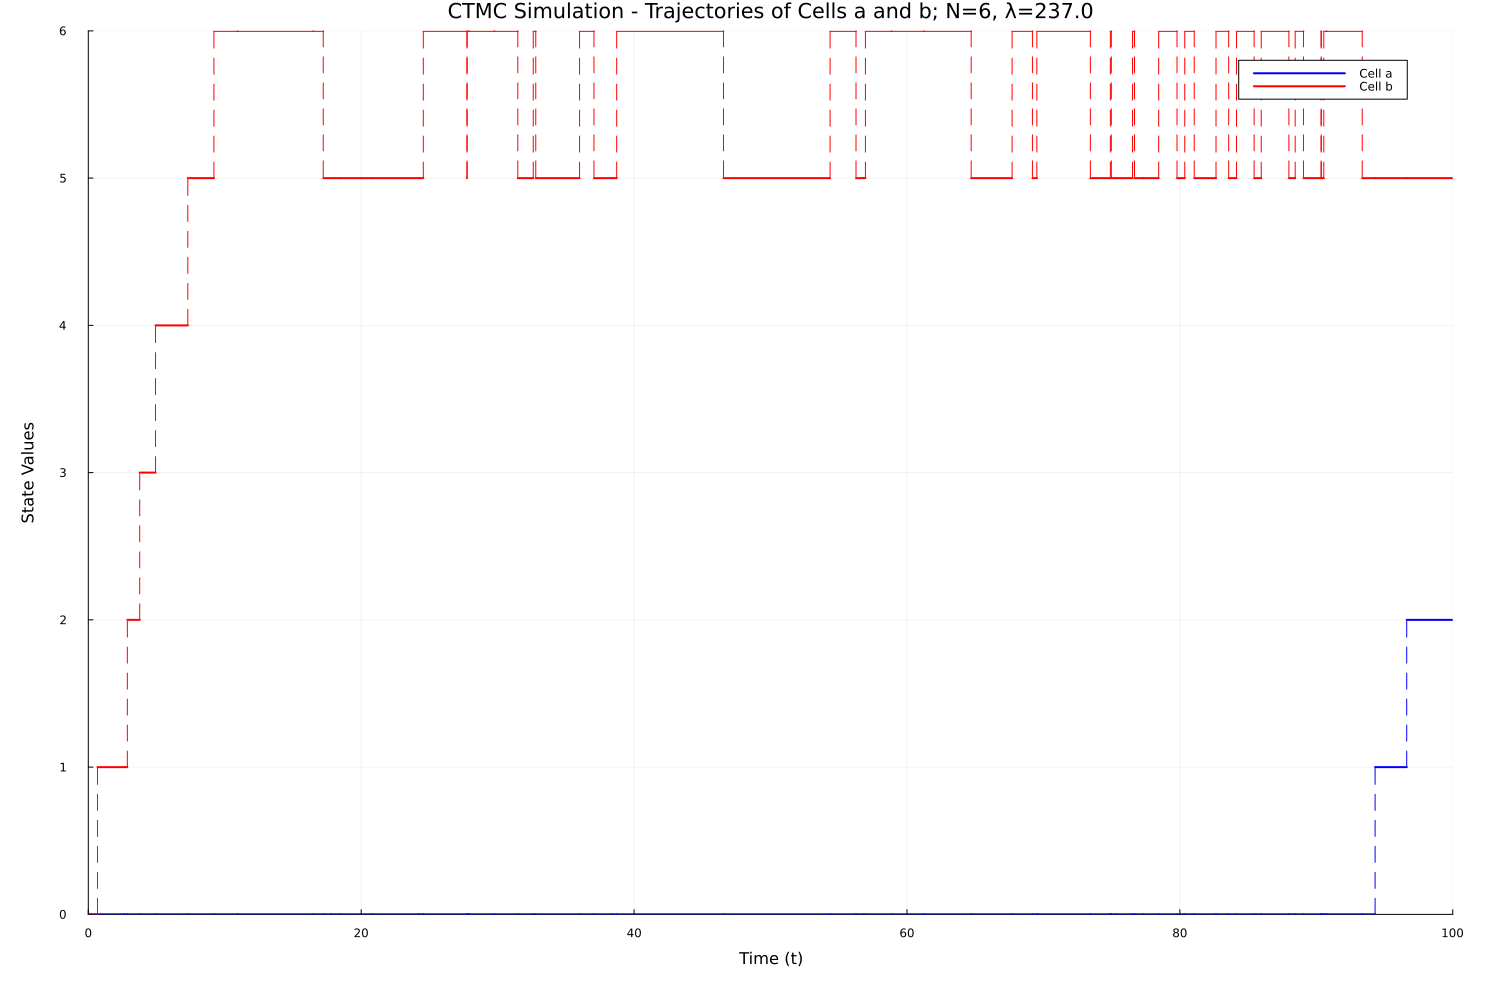 CTMC Simulation - Trajectories of Cells a and b; N=6, λ=237.0
6
Cell a
Cell b
5
4
State Values
3
2
1
0
0 20 40 60 80 100
Time (t)